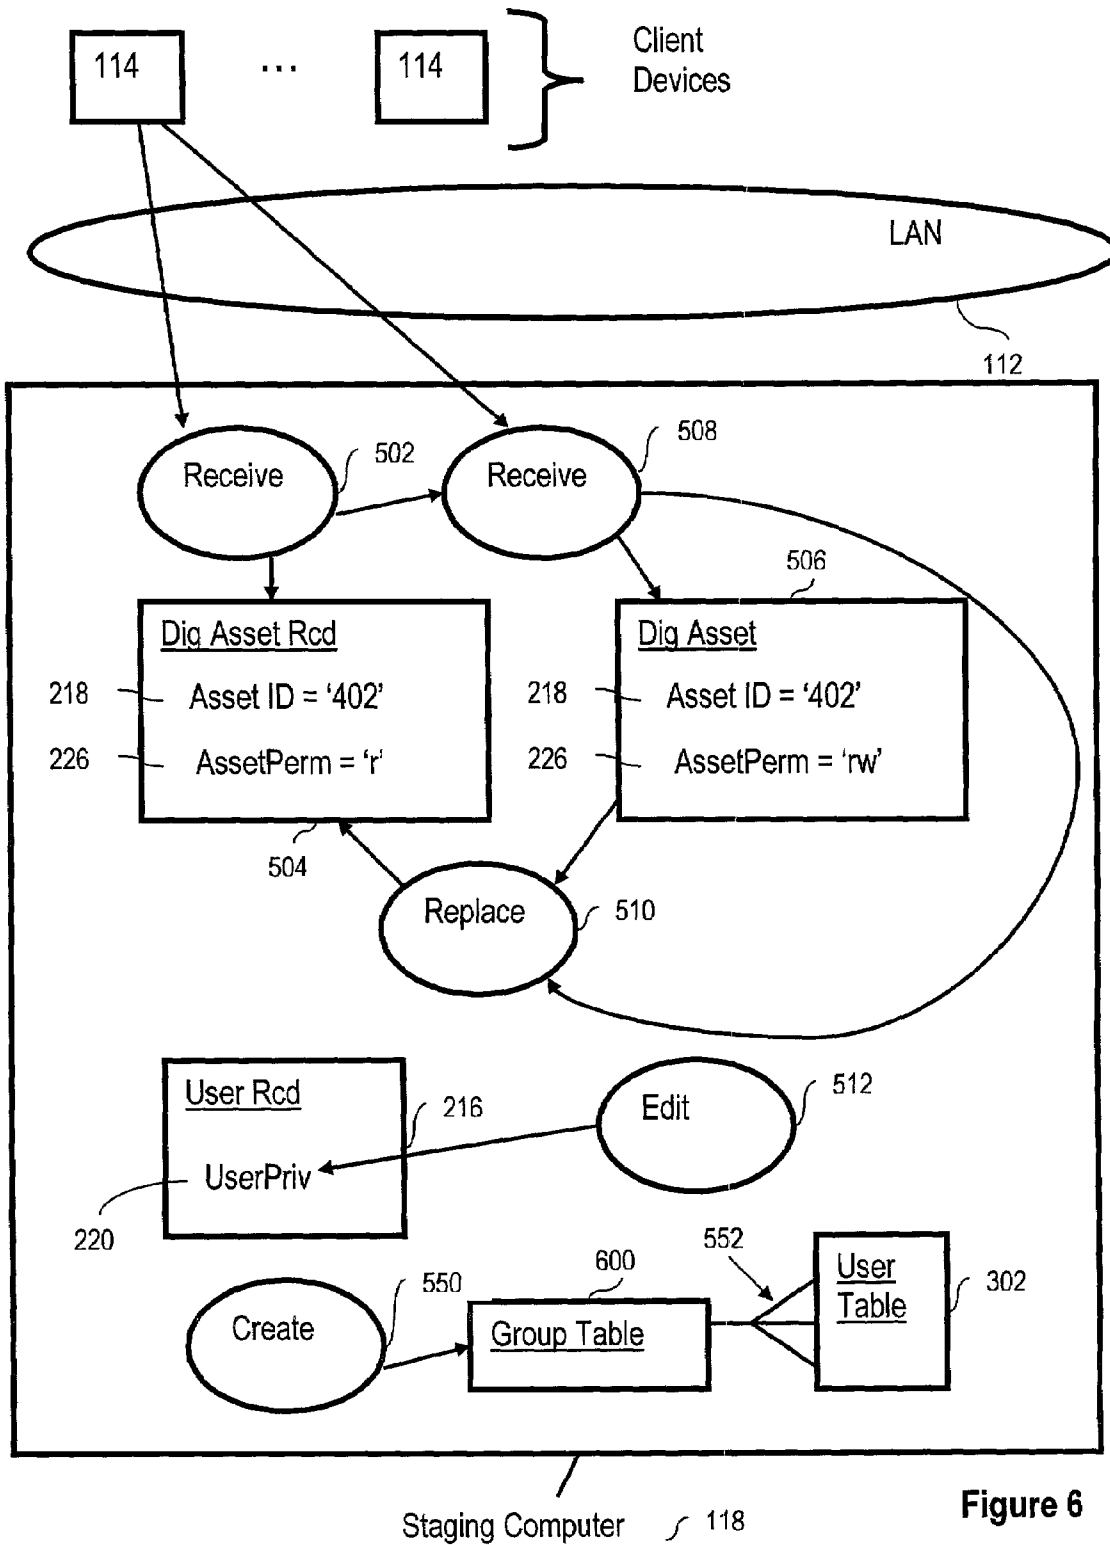 114
...
114
Client
Devices
LAN
112
Receive
502
Receive
508
506
Dig Asset Rcd
218
Asset ID = ‘402’
226
AssetPerm = ‘r’
504
Dig Asset
218
Asset ID = ‘402’
226
AssetPerm = ‘rw’
Replace
510
User Rcd
216
UserPriv
220
Edit
512
Create
550
600
Group Table
552
User
Table
302
Staging Computer
118
Figure 6